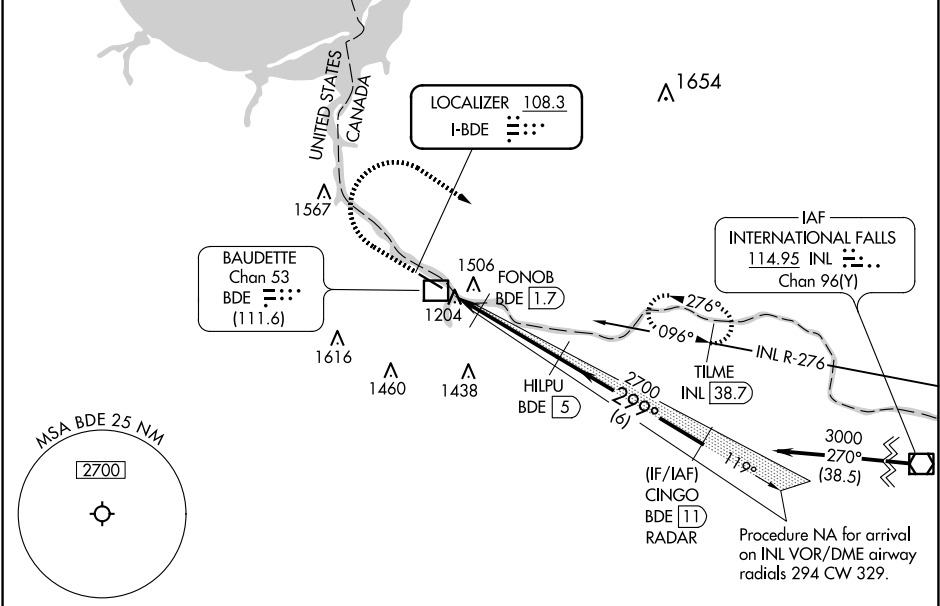 UNITED STATES
CANADA
LOCALIZER 108.3
I-BDE
1654
1567
IAF
INTERNATIONAL FALLS
114.95 INL
Chan 96(Y)
BAUDETTE
Chan 53
BDE
(111.6)
1506
FONOB
BDE 1.7
1204
276°
096°
INL R-276
TILME
INL 38.7
1616
1460
1438
HILPU
BDE 5
2700
299°
(6)
119°
3000
270°
(38.5)
(IF/IAF)
CINGO
BDE 11
RADAR
MSA BDE 25 NM
2700
Procedure NA for arrival
on INL VOR/DME airway
radials 294 CW 329.